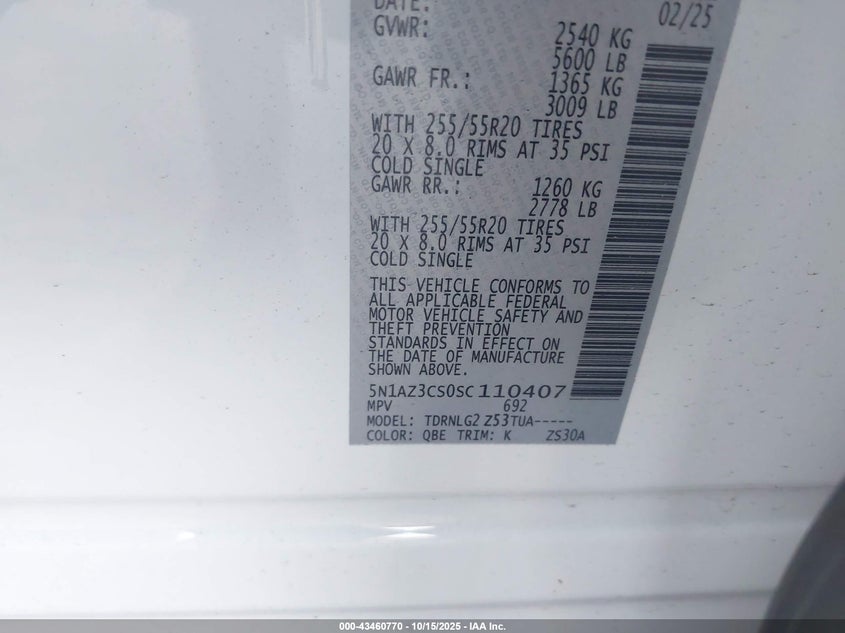 DATE:
02/25
GVWR: 2540 KG
5600 LB
GAWR FR.: 1365 KG
3009 LB
WITH 255/55R20 TIRES
20 X 8.0 RIMS AT 35 PSI
COLD SINGLE
GAWR RR.: 1260 KG
2778 LB
WITH 255/55R20 TIRES
20 X 8.0 RIMS AT 35 PSI
COLD SINGLE
THIS VEHICLE CONFORMS TO
ALL APPLICABLE FEDERAL
MOTOR VEHICLE SAFETY AND
THEFT PREVENTION
STANDARDS IN EFFECT ON
THE DATE OF MANUFACTURE
SHOWN ABOVE.
5N1AZ3CS0SC110407
MPV 692
MODEL: TDRNLG2 Z53TUA-----
COLOR: QBE TRIM: K ZS30A
000-43460770 - 10/15/2025 - IAA Inc.